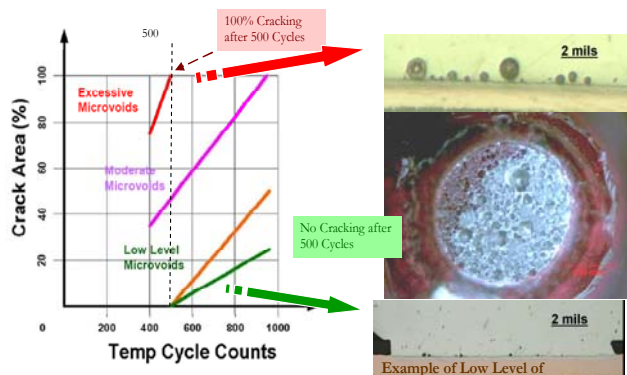 500
100% Cracking
after 500 Cycles
2 mils
Crack Area (%)
100
80
60
40
20
Excessive
Microvoids
Moderate
Microvoids
Low Level
Microvoids
No Cracking after
500 Cycles
0
200
400
600
800
1000
Temp Cycle Counts
2 mils
Example of Low Level of